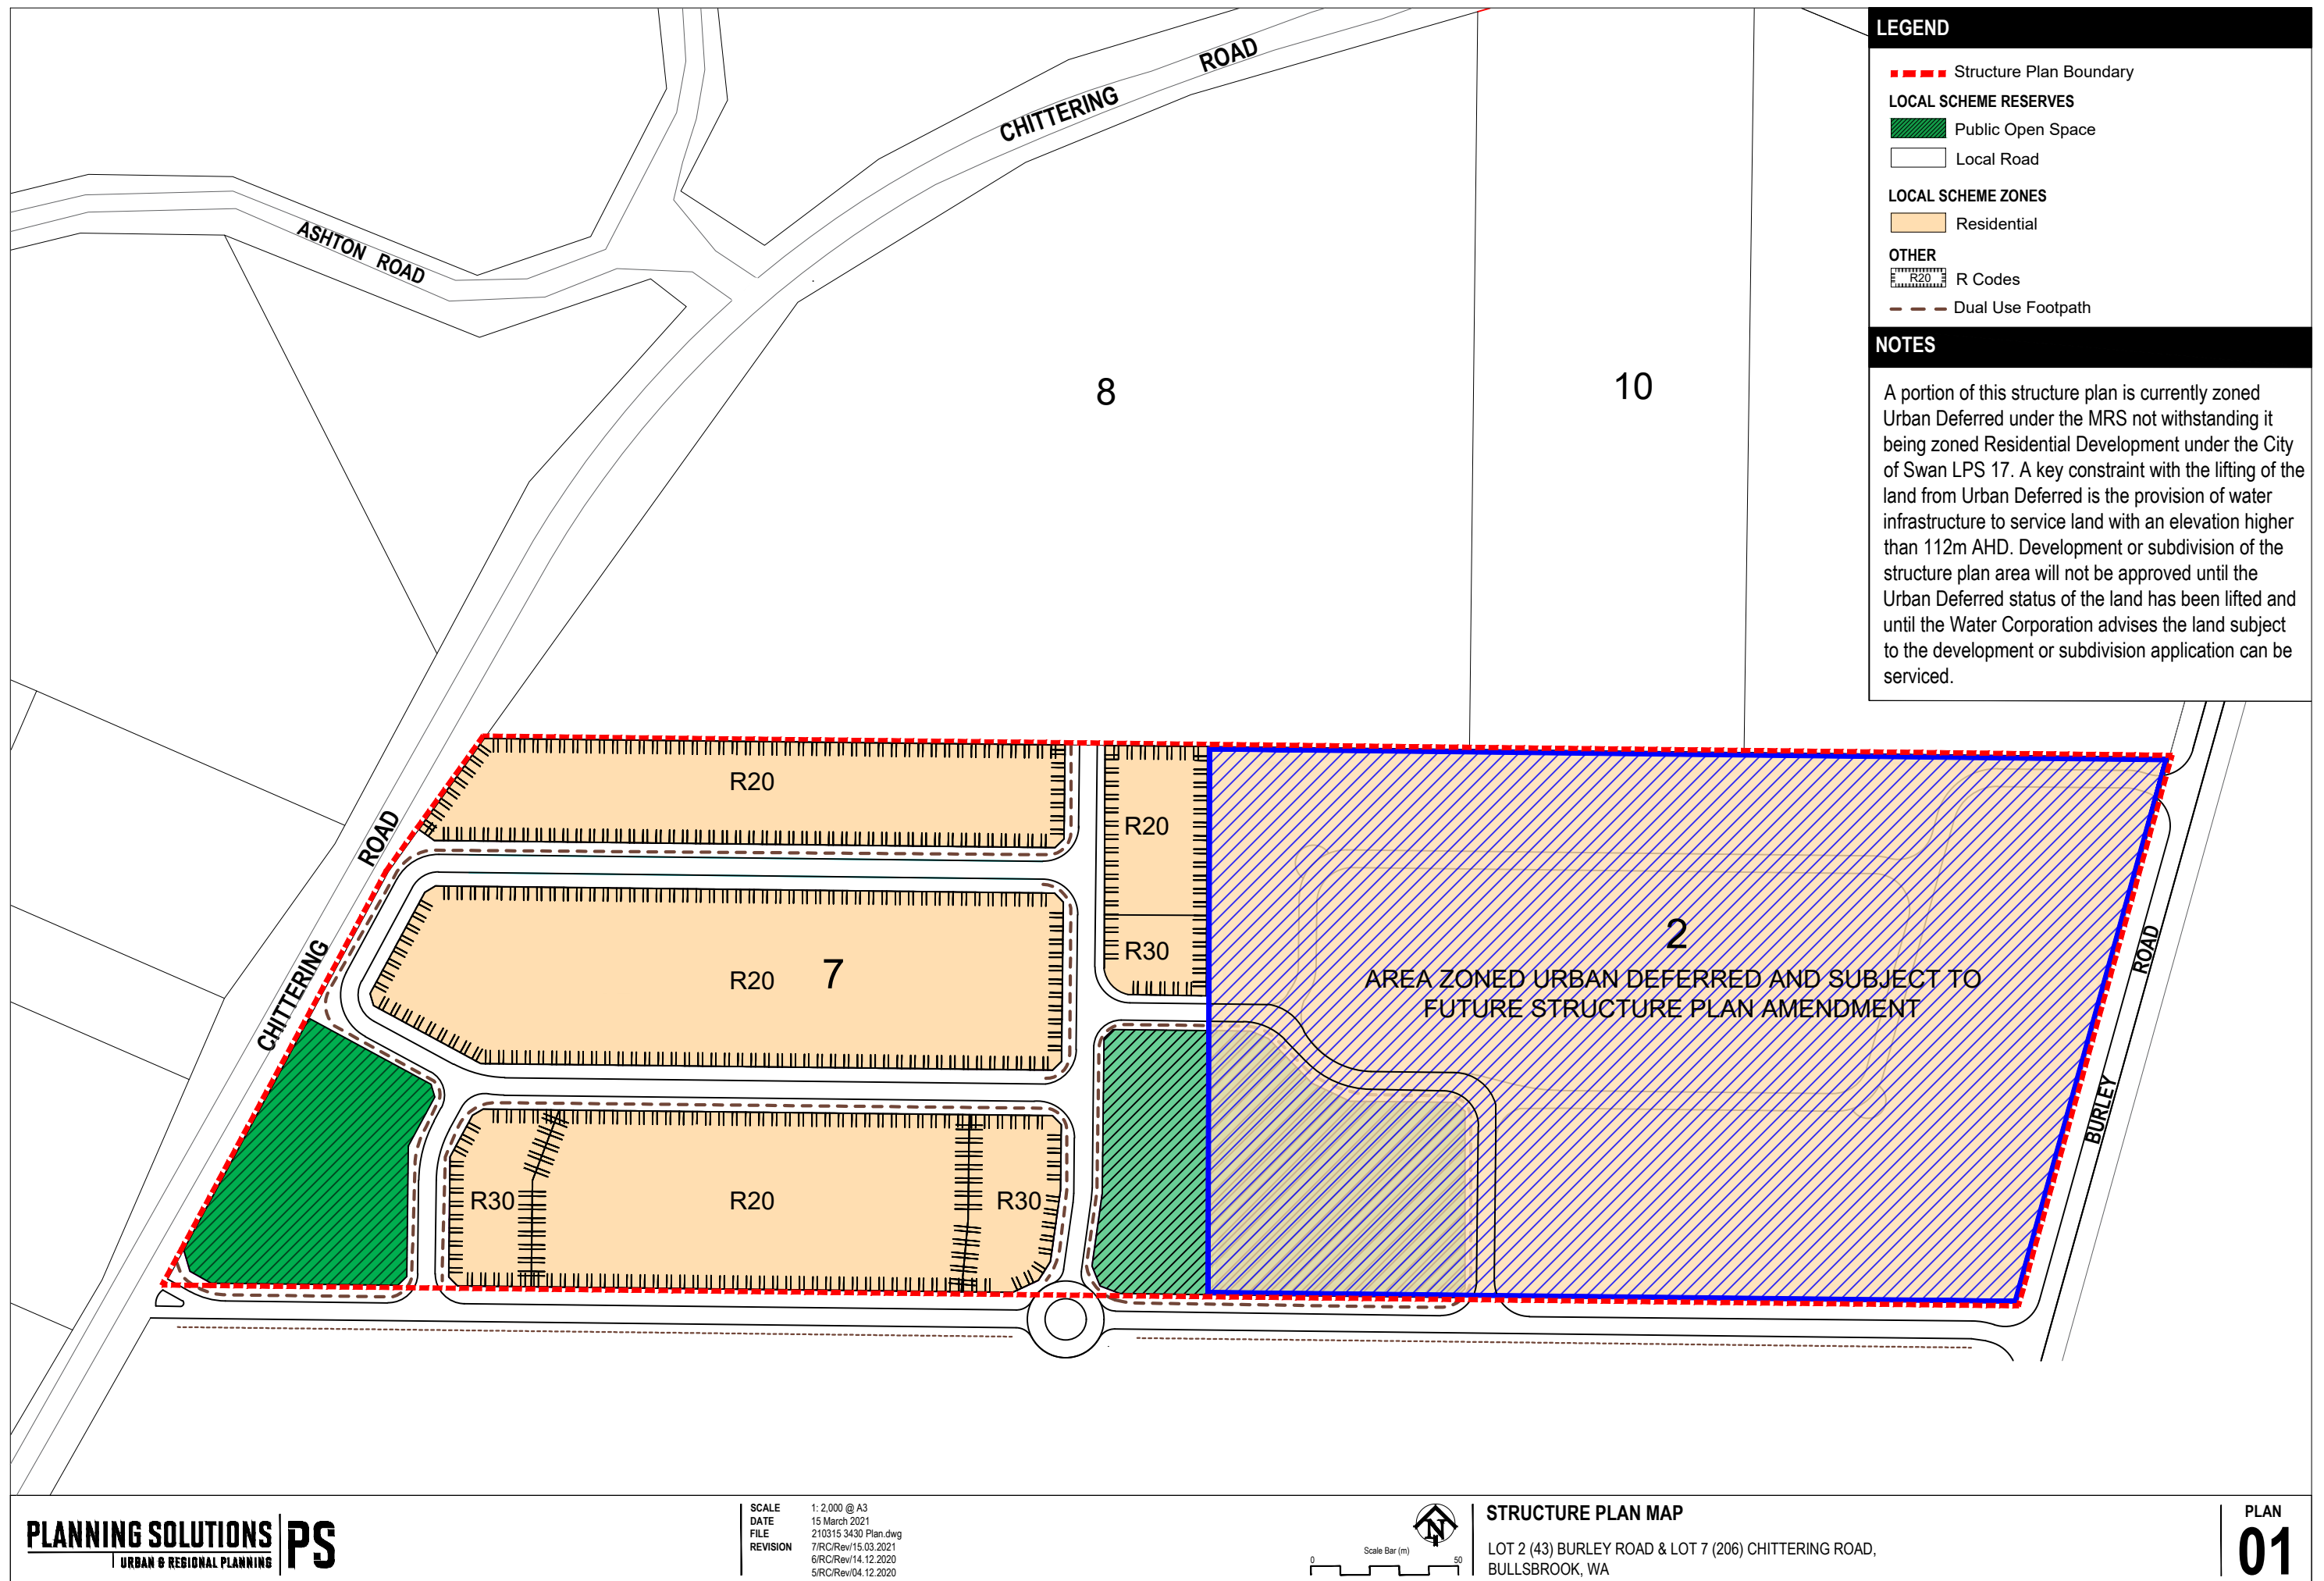 LEGEND
Structure Plan Boundary
LOCAL SCHEME RESERVES
Public Open Space
Local Road
LOCAL SCHEME ZONES
Residential
OTHER
R20 R Codes
Dual Use Footpath
NOTES
A portion of this structure plan is currently zoned
Urban Deferred under the MRS not withstanding it
being zoned Residential Development under the City
of Swan LPS 17. A key constraint with the lifting of the
land from Urban Deferred is the provision of water
infrastructure to service land with an elevation higher
than 112m AHD. Development or subdivision of the
structure plan area will not be approved until the
Urban Deferred status of the land has been lifted and
until the Water Corporation advises the land subject
to the development or subdivision application can be
serviced.
CHITTERING ROAD
ASHTON ROAD
8
10
CHITTERING ROAD
R20
R20
R30
R20 7
R30
R20
R30
2
AREA ZONED URBAN DEFERRED AND SUBJECT TO
FUTURE STRUCTURE PLAN AMENDMENT
BURLEY ROAD
PLANNING SOLUTIONS
URBAN & REGIONAL PLANNING
PS
SCALE 1: 2,000 @ A3
DATE 15 March 2021
FILE 210315 3430 Plan.dwg
REVISION 7/RC/Rev/15.03.2021
6/RC/Rev/14.12.2020
5/RC/Rev/04.12.2020
N
Scale Bar (m)
0 50
STRUCTURE PLAN MAP
LOT 2 (43) BURLEY ROAD & LOT 7 (206) CHITTERING ROAD,
BULLSBROOK, WA
PLAN
01